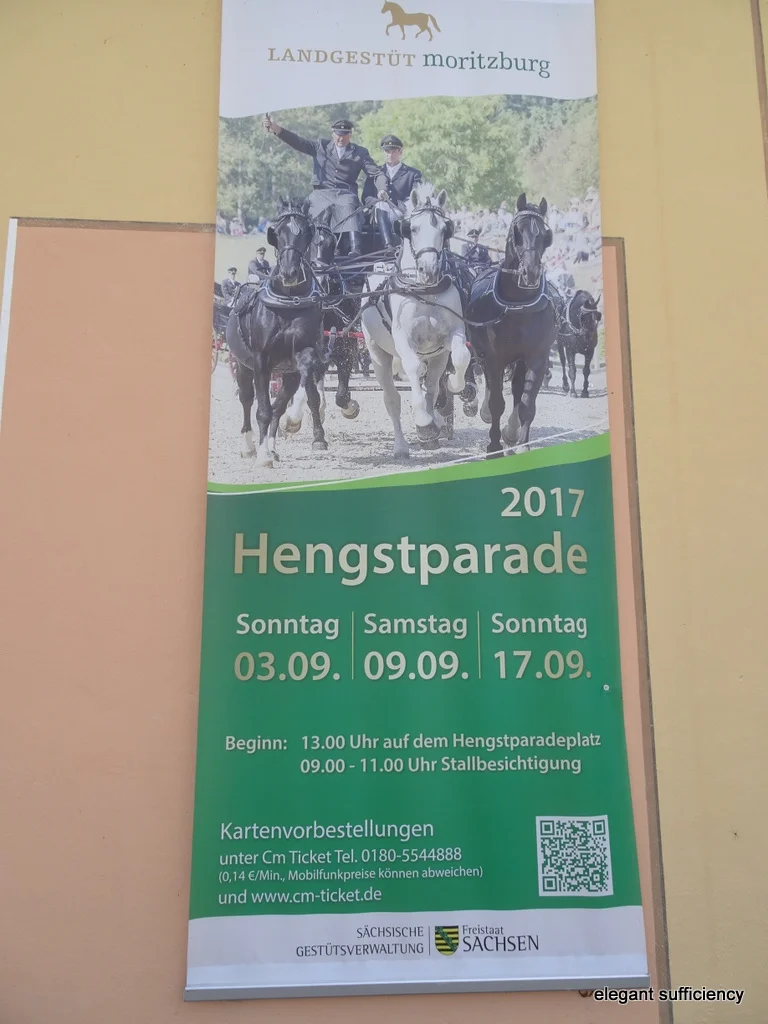 LANDGESTÜT moritzburg
2017
Hengstparade
Sonntag Samstag Sonntag
03.09. 09.09. 17.09.
Beginn: 13.00 Uhr auf dem Hengstparadeplatz
09.00 - 11.00 Uhr Stallbesichtigung
Kartenvorbestellungen
unter Cm Ticket Tel. 0180-5544888
(0,14 €/Min., Mobilfunkpreise können abweichen)
und www.cm-ticket.de
SÄCHSISCHE
GESTÜTSVERWALTUNG
Freistaat
SACHSEN
elegant sufficiency